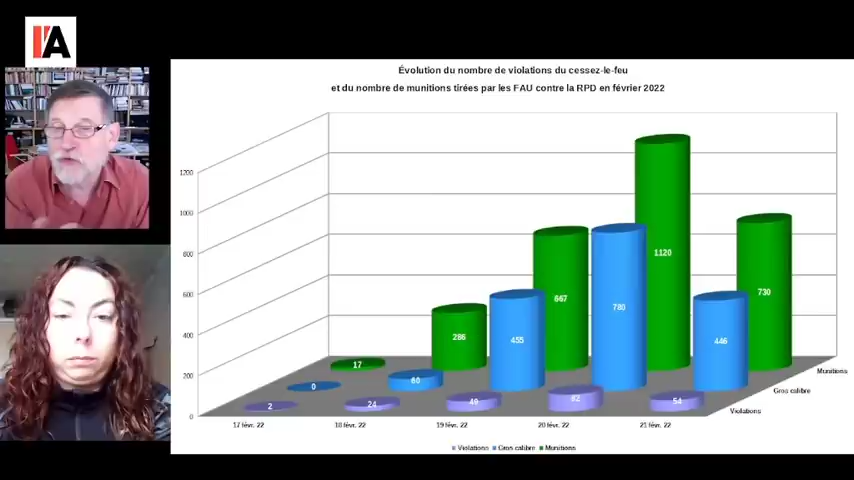 I'A
Évolution du nombre de violations du cessez-le-feu
et du nombre de munitions tirées par les FAU contre la RPD en février 2022
1200
1000
800
600
400
200
0
1120
730
667
286
17
780
455
446
60
0
2
24
49
82
54
Munitions
Gros calibre
Violations
17 févr. 22
18 févr. 22
19 févr. 22
20 févr. 22
21 févr. 22
Violations Gros calibre Munitions